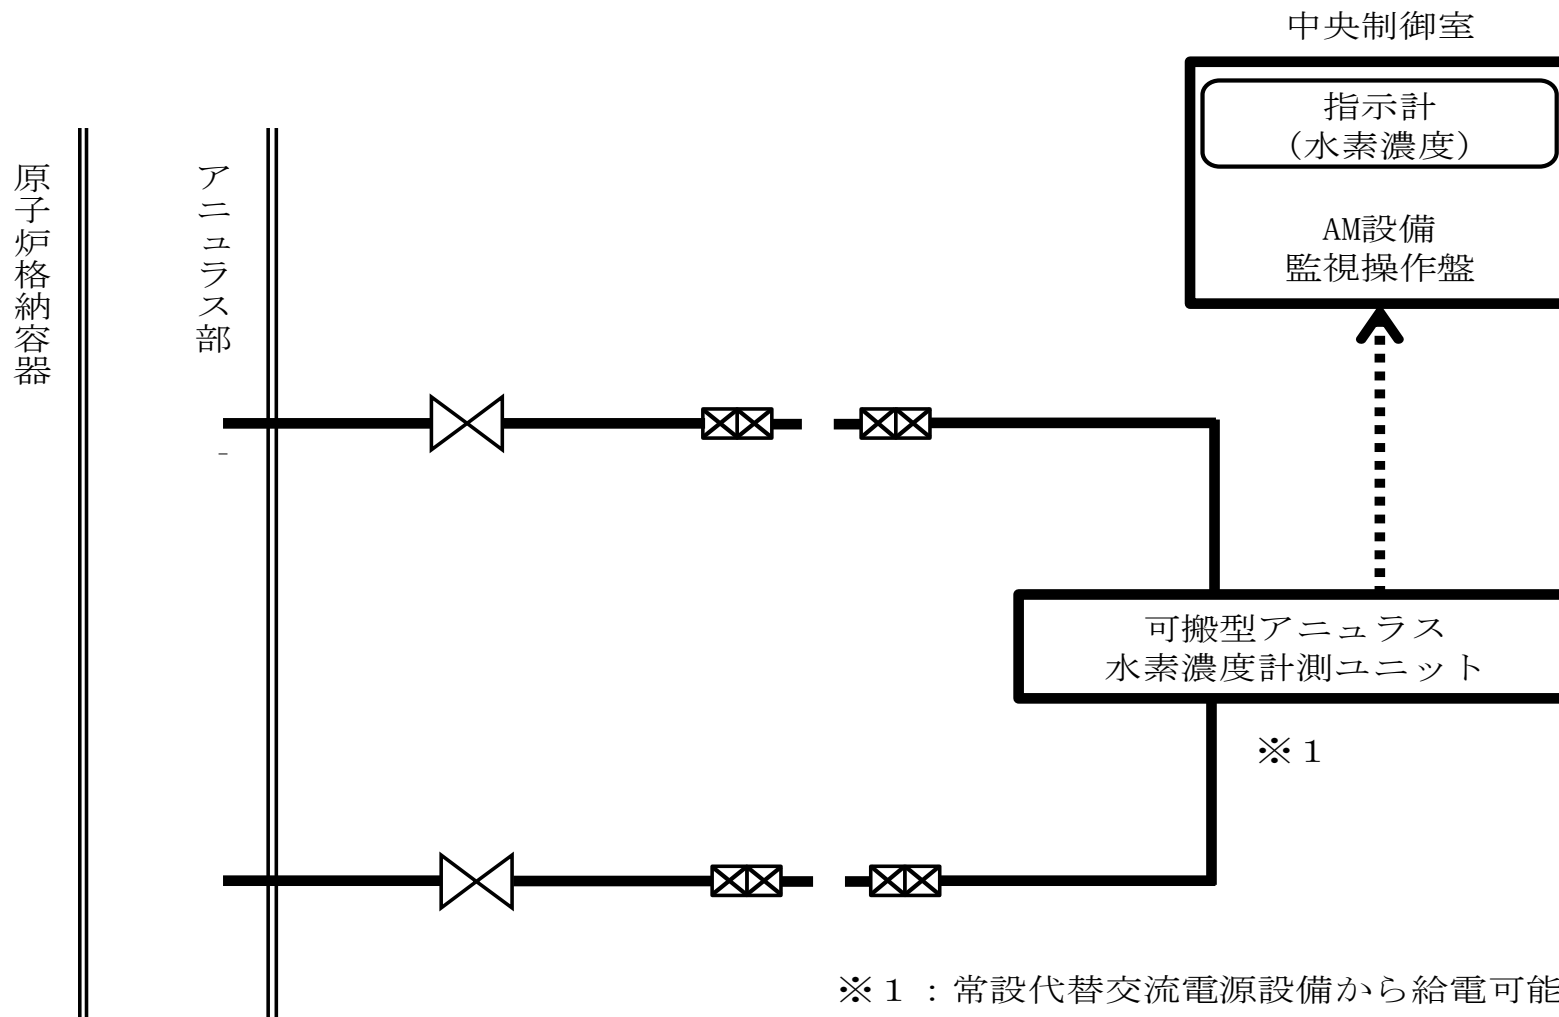 中央制御室
指示計
(水素濃度)
AM設備
監視操作盤
原子炉格納容器
アニュラス部
可搬型アニュラス
水素濃度計測ユニット
※１
※１：常設代替交流電源設備から給電可能